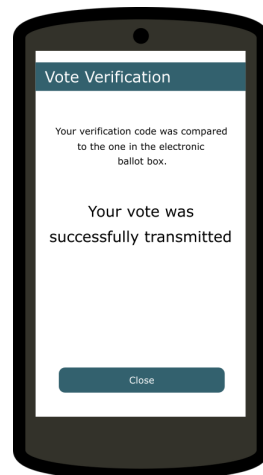 Vote Verification
Your verification code was compared
to the one in the electronic
ballot box.
Your vote was
successfully transmitted
Close